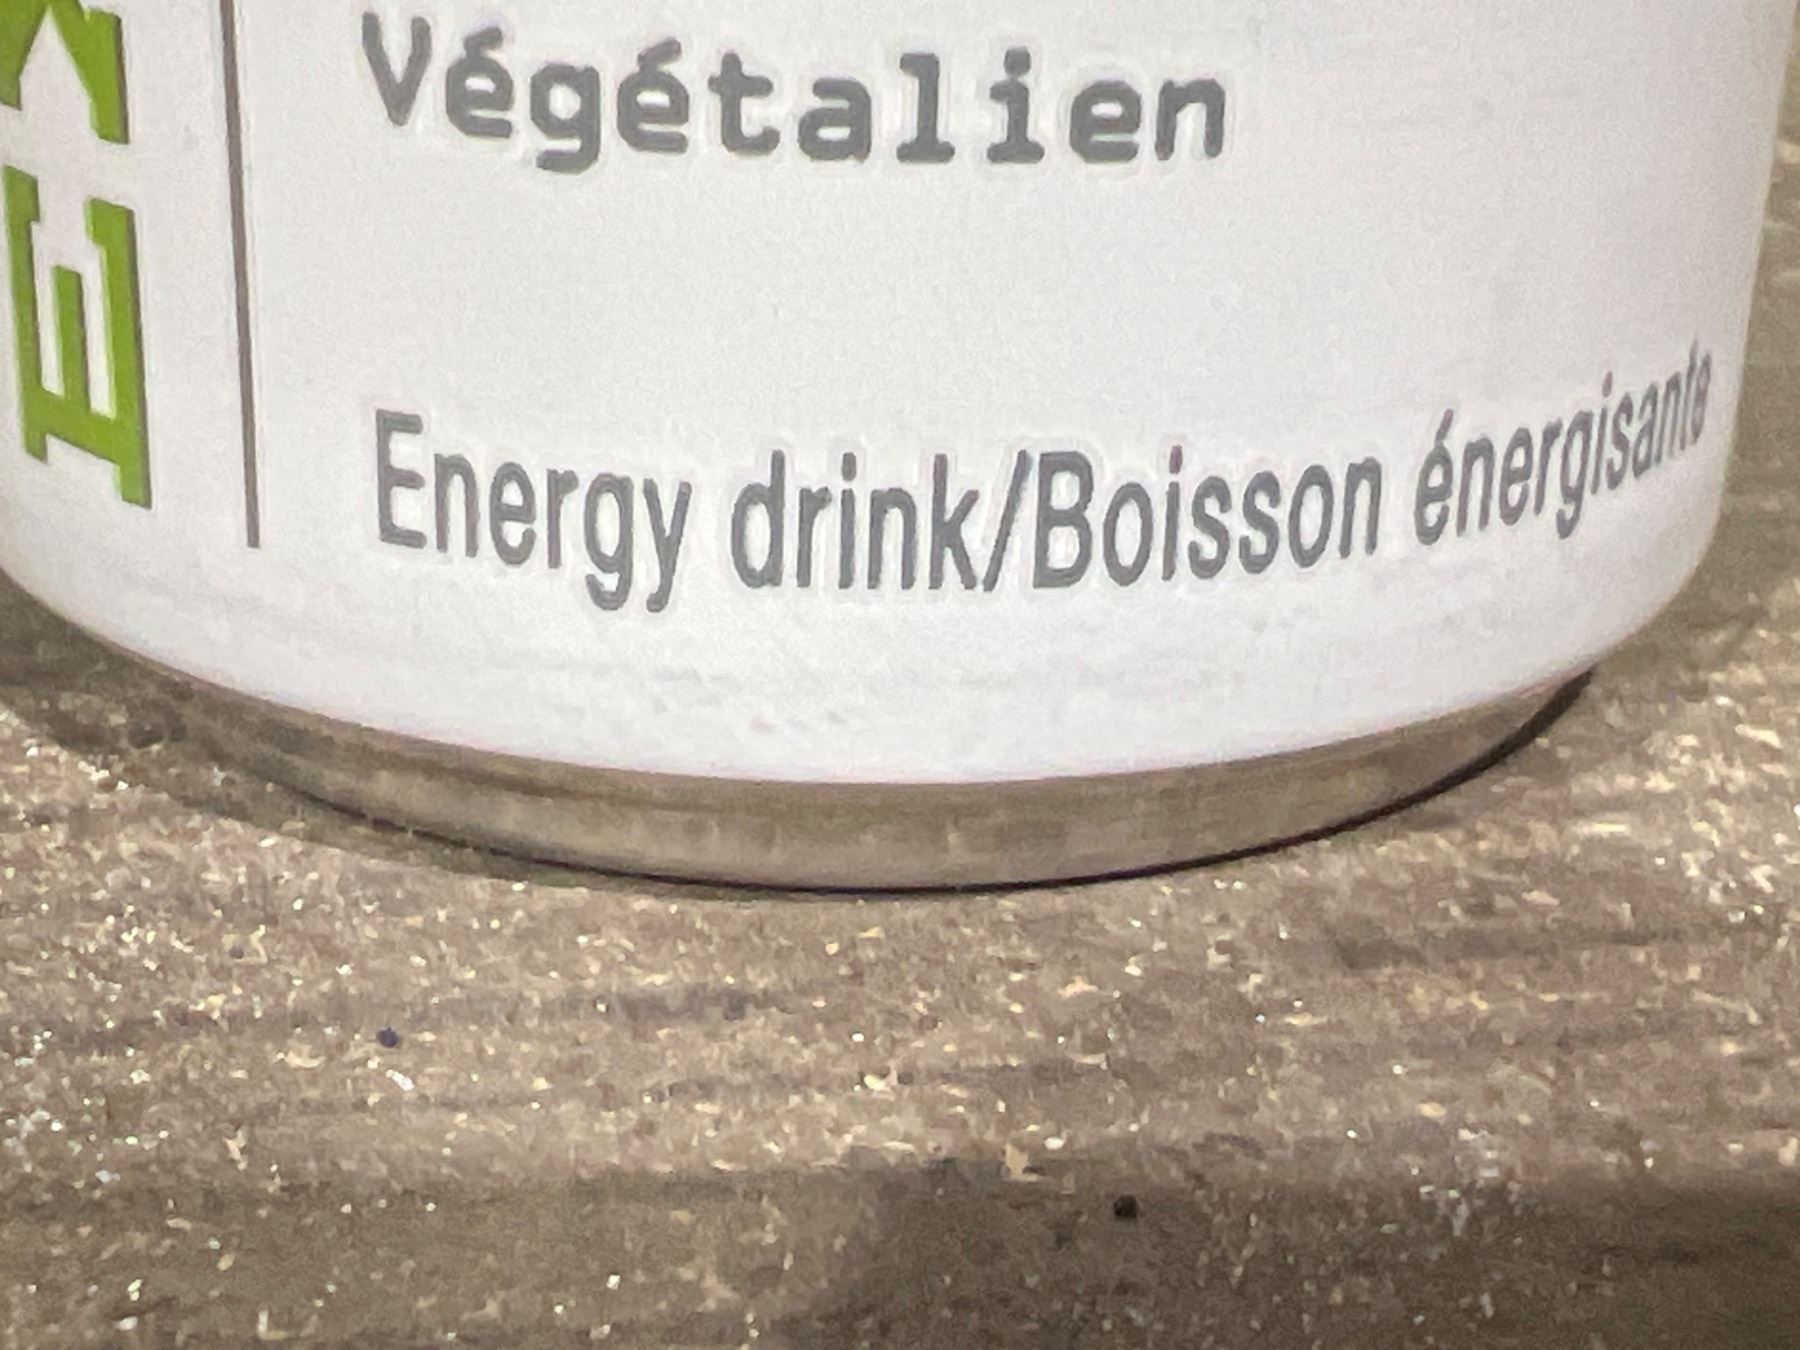 Végétalien
Energy drink/Boisson énergisante